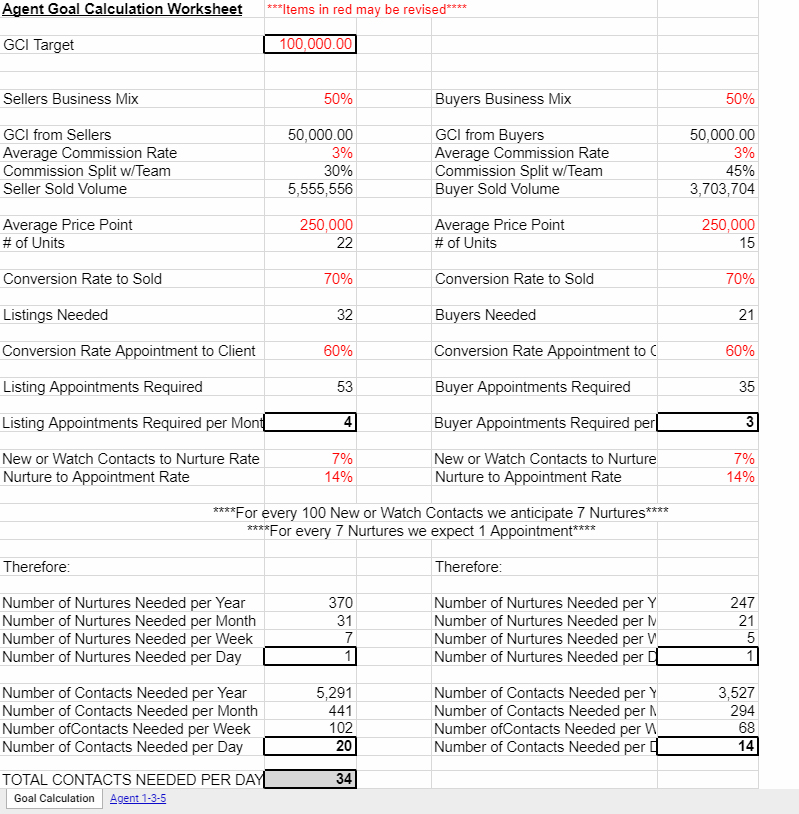 Agent Goal Calculation Worksheet ***Items in red may be revised****
GCI Target 100,000.00
Sellers Business Mix 50% Buyers Business Mix 50%
GCI from Sellers 50,000.00 GCI from Buyers 50,000.00
Average Commission Rate 3% Average Commission Rate 3%
Commission Split w/Team 30% Commission Split w/Team 45%
Seller Sold Volume 5,555,556 Buyer Sold Volume 3,703,704
Average Price Point 250,000 Average Price Point 250,000
# of Units 22 # of Units 15
Conversion Rate to Sold 70% Conversion Rate to Sold 70%
Listings Needed 32 Buyers Needed 21
Conversion Rate Appointment to Client 60% Conversion Rate Appointment to C 60%
Listing Appointments Required 53 Buyer Appointments Required 35
Listing Appointments Required per Mont 4 Buyer Appointments Required per 3
New or Watch Contacts to Nurture Rate 7% New or Watch Contacts to Nurture 7%
Nurture to Appointment Rate 14% Nurture to Appointment Rate 14%
****For every 100 New or Watch Contacts we anticipate 7 Nurtures****
****For every 7 Nurtures we expect 1 Appointment****
Therefore: Therefore:
Number of Nurtures Needed per Year 370 Number of Nurtures Needed per Y 247
Number of Nurtures Needed per Month 31 Number of Nurtures Needed per M 21
Number of Nurtures Needed per Week 7 Number of Nurtures Needed per W 5
Number of Nurtures Needed per Day 1 Number of Nurtures Needed per D 1
Number of Contacts Needed per Year 5,291 Number of Contacts Needed per Y 3,527
Number of Contacts Needed per Month 441 Number of Contacts Needed per M 294
Number ofContacts Needed per Week 102 Number ofContacts Needed per W 68
Number of Contacts Needed per Day 20 Number of Contacts Needed per D 14
TOTAL CONTACTS NEEDED PER DAY 34
Goal Calculation Agent 1-3-5